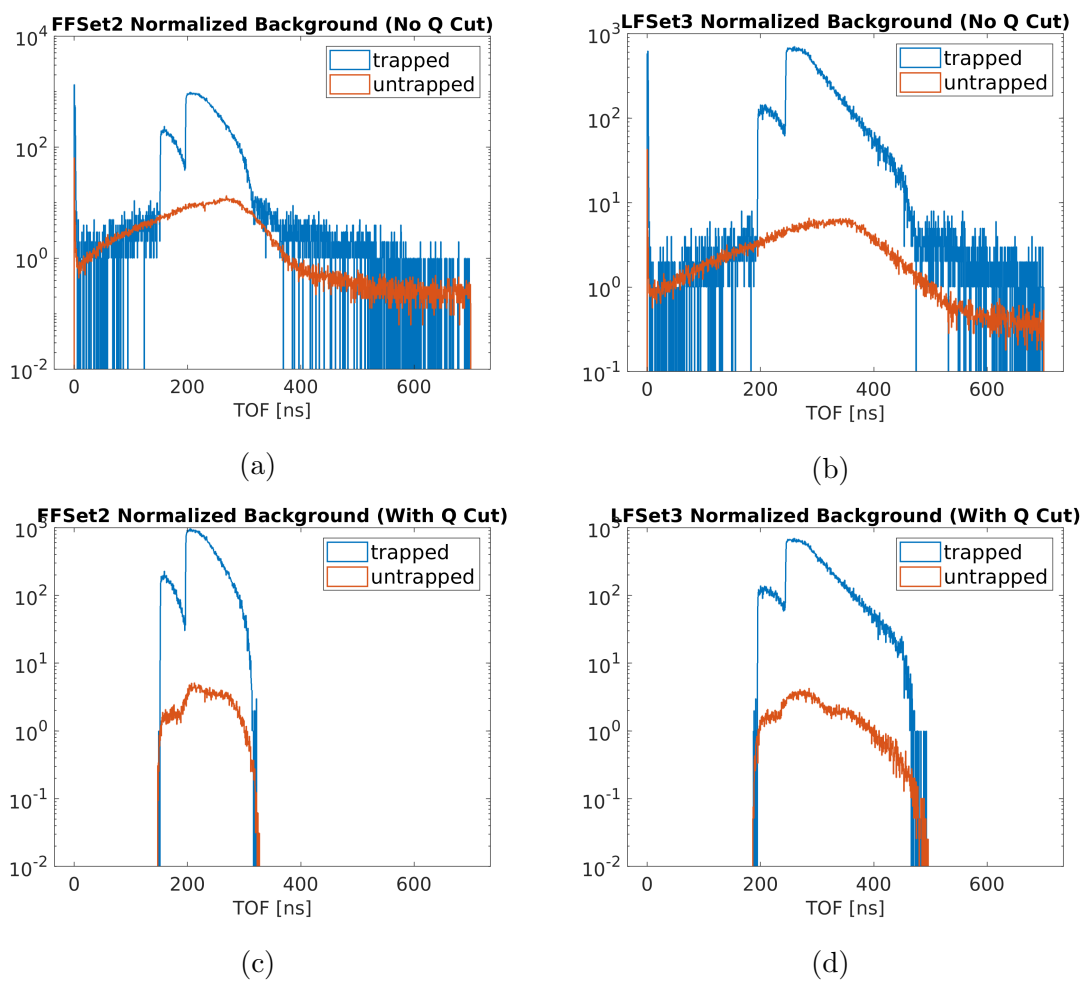 FFSet2 Normalized Background (No Q Cut)
10^4
10^2
10^0
10^-2
trapped
untrapped
0 200 400 600
TOF [ns]
(a)
LFSet3 Normalized Background (No Q Cut)
10^3
10^2
10^1
10^0
10^-1
trapped
untrapped
0 200 400 600
TOF [ns]
(b)
FFSet2 Normalized Background (With Q Cut)
10^3
10^2
10^1
10^0
10^-1
10^-2
trapped
untrapped
0 200 400 600
TOF [ns]
(c)
LFSet3 Normalized Background (With Q Cut)
10^3
10^2
10^1
10^0
10^-1
10^-2
trapped
untrapped
0 200 400 600
TOF [ns]
(d)